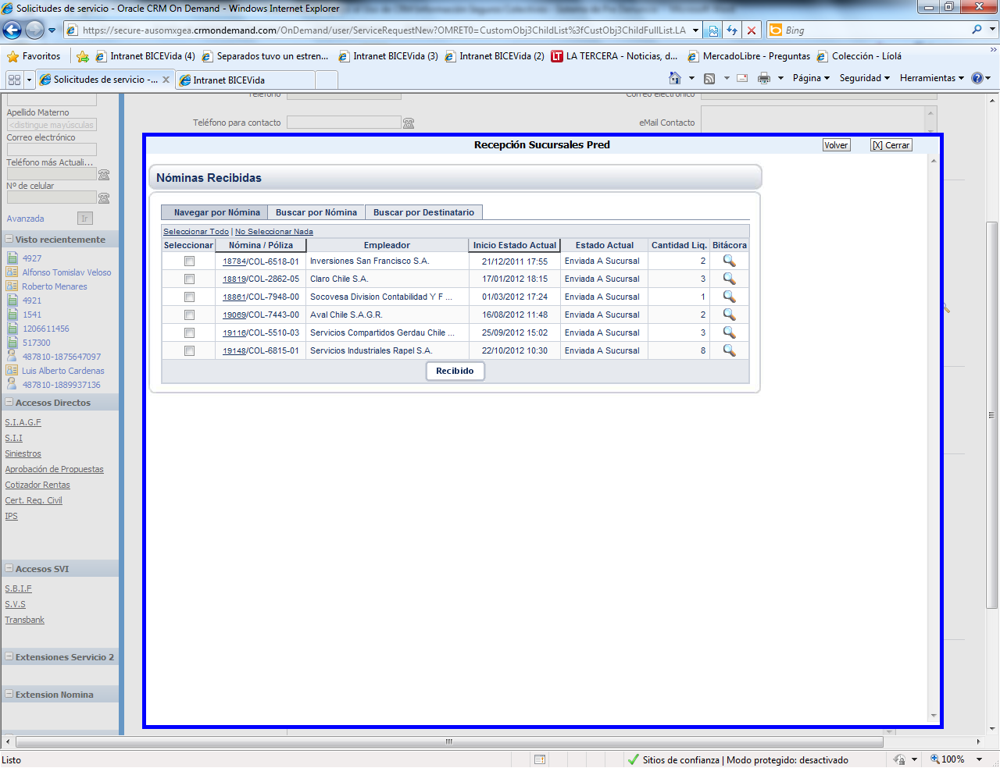 Solicitudes de servicio - Oracle CRM On Demand - Windows Internet Explorer
https://secure-ausomxgea.crmondemand.com/OnDemand/user/ServiceRequestNew?OMRET0=CustomObj3ChildList%3fCustObj3ChildFullList.LA
Bing
Favoritos
Intranet BICEVida (4)
Separados tuvo un estren...
Intranet BICEVida (3)
Intranet BICEVida (2)
LT LA TERCERA - Noticias, d...
MercadoLibre - Preguntas
Colección - Líolá
Solicitudes de servicio -...
Intranet BICEVida
Página
Seguridad
Herramientas
Teléfono
Correo electrónico
Apellido Materno
<distingue mayúsculas
Correo electrónico
Teléfono más Actuali...
Nº de celular
Avanzada Ir
Teléfono para contacto
eMail Contacto
Visto recientemente
4927
Alfonso Tomislav Veloso
Roberto Menares
4921
1541
1206611456
517300
487810-1875647097
Luis Alberto Cardenas
487810-1889937136
Accesos Directos
S.I.A.G.F
S.I.I
Siniestros
Aprobación de Propuestas
Cotizador Rentas
Cert. Reg. Civil
IPS
Accesos SVI
S.B.I.F
S.V.S
Transbank
Extensiones Servicio 2
Extension Nomina
Recepción Sucursales Pred
Volver
[X] Cerrar
Nóminas Recibidas
Navegar por Nómina Buscar por Nómina Buscar por Destinatario
Seleccionar Todo | No Seleccionar Nada
Seleccionar Nómina / Póliza Empleador Inicio Estado Actual Estado Actual Cantidad Liq. Bitácora
18784/COL-6518-01 Inversiones San Francisco S.A. 21/12/2011 17:55 Enviada A Sucursal 2
18819/COL-2862-05 Claro Chile S.A. 17/01/2012 18:15 Enviada A Sucursal 3
18861/COL-7948-00 Socovesa Division Contabilidad Y F ... 01/03/2012 17:24 Enviada A Sucursal 1
19069/COL-7443-00 Aval Chile S.A.G.R. 16/08/2012 11:48 Enviada A Sucursal 2
19116/COL-5510-03 Servicios Compartidos Gerdau Chile ... 25/09/2012 15:02 Enviada A Sucursal 3
19148/COL-6815-01 Servicios Industriales Rapel S.A. 22/10/2012 10:30 Enviada A Sucursal 8
Recibido
Listo
Sitios de confianza | Modo protegido: desactivado
100%